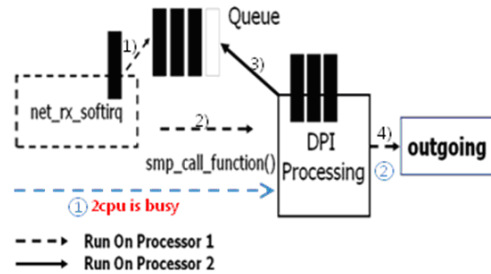 Queue
1)
3)
net_rx_softirq
2)
smp_call_function()
DPI
Processing
4)
②
outgoing
① 2cpu is busy
Run On Processor 1
Run On Processor 2